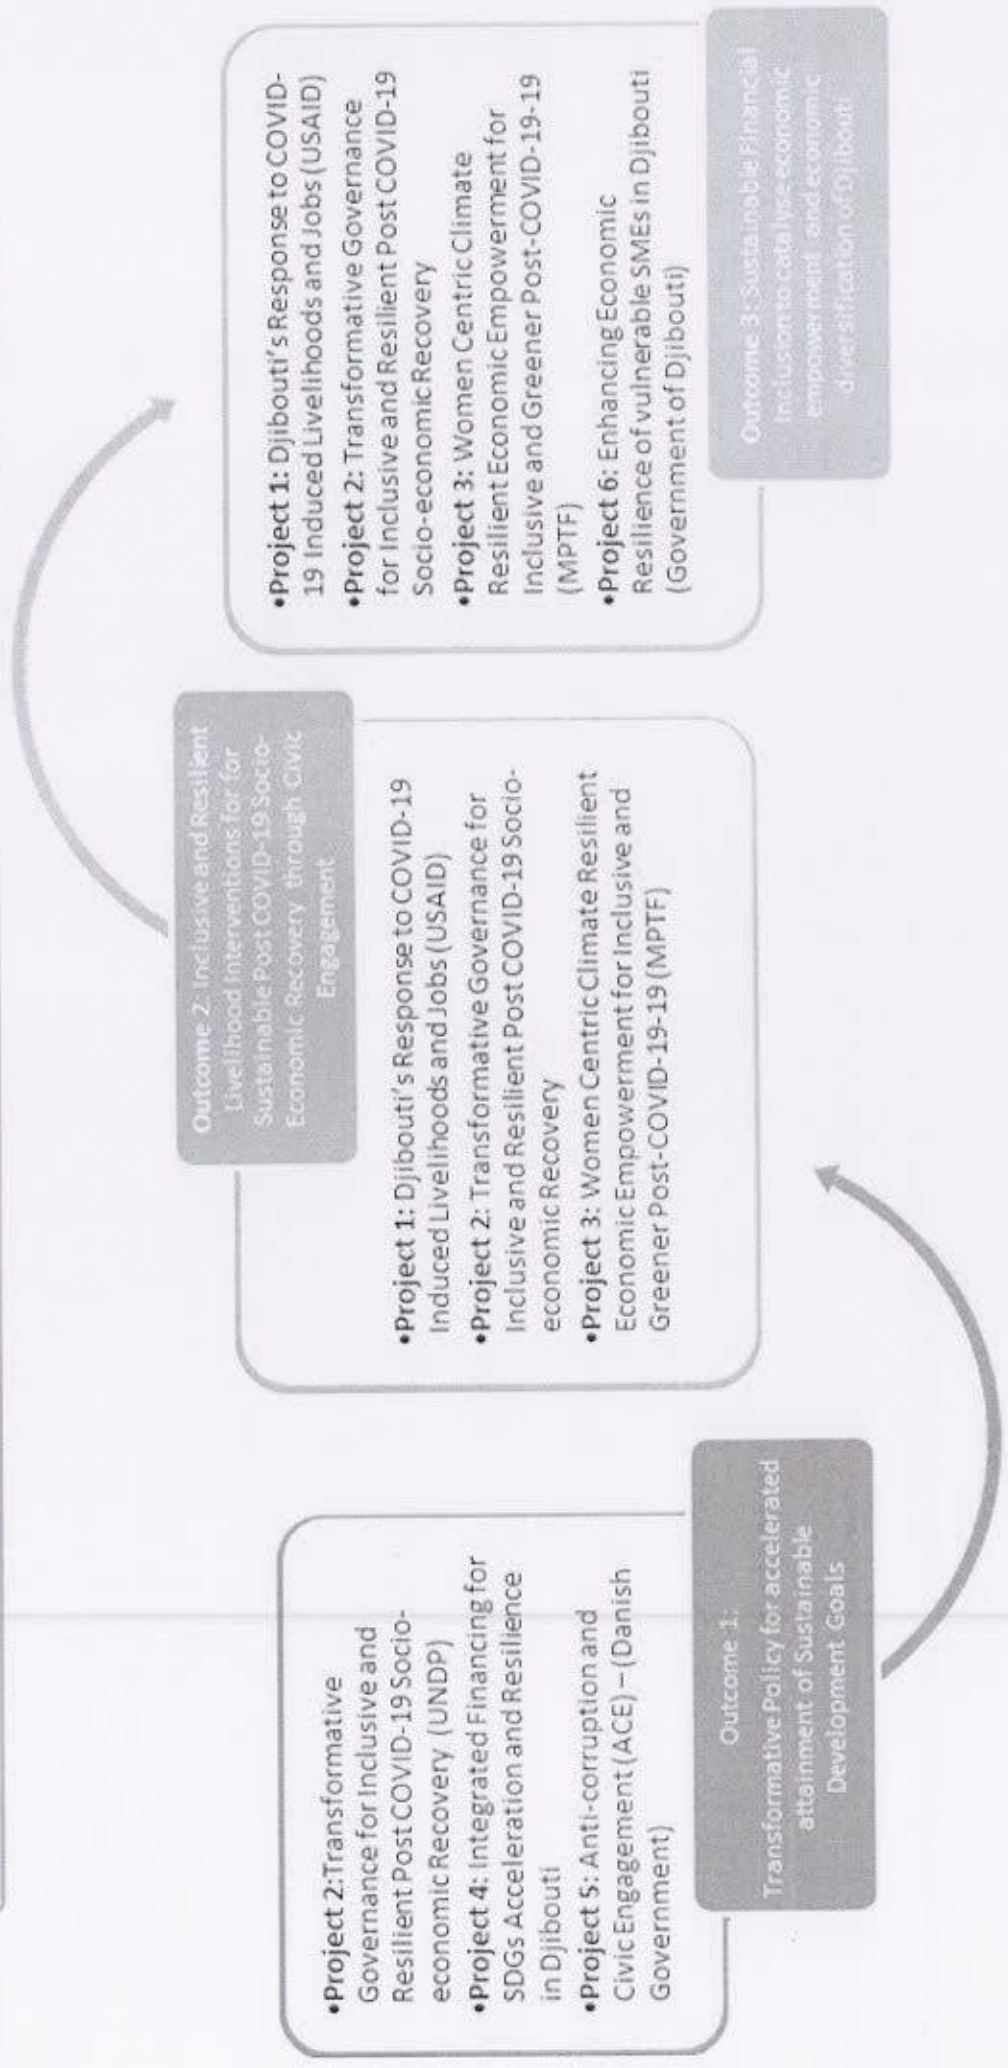 •Project 2:Transformative
Governance for Inclusive and
Resilient Post COVID-19 Socio-
economic Recovery (UNDP)
•Project 4: Integrated Financing for
SDGs Acceleration and Resilience
in Djibouti
•Project 5: Anti-corruption and
Civic Engagement (ACE) – (Danish
Government)
Outcome 1:
Transformative Policy for accelerated
attainment of Sustainable
Development Goals
Outcome 2: Inclusive and Resilient
Livelihood Interventions for for
Sustainable Post COVID-19 Socio-
Economic Recovery through Civic
Engagement
•Project 1: Djibouti's Response to COVID-19
Induced Livelihoods and Jobs (USAID)
•Project 2: Transformative Governance for
Inclusive and Resilient Post COVID-19 Socio-
economic Recovery
•Project 3: Women Centric Climate Resilient
Economic Empowerment for Inclusive and
Greener Post-COVID-19-19 (MPTF)
•Project 1: Djibouti's Response to COVID-
19 Induced Livelihoods and Jobs (USAID)
•Project 2: Transformative Governance
for Inclusive and Resilient Post COVID-19
Socio-economic Recovery
•Project 3: Women Centric Climate
Resilient Economic Empowerment for
Inclusive and Greener Post-COVID-19-19
(MPTF)
•Project 6: Enhancing Economic
Resilience of vulnerable SMEs in Djibouti
(Government of Djibouti)
Outcome 3 Sustainable Financial
Inclusion to catalyse economic
empowerment and economic
diversification of Djibouti